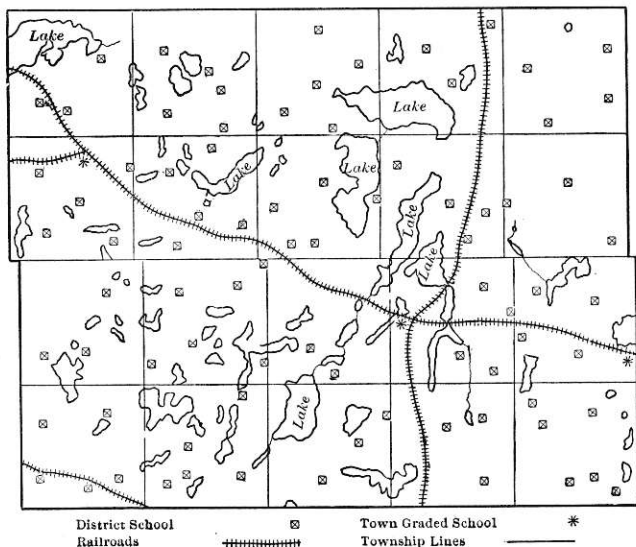 Lake
Lake
Lake
Lake
Lake
Lake
Lake
District School
Town Graded School
Railroads
Township Lines